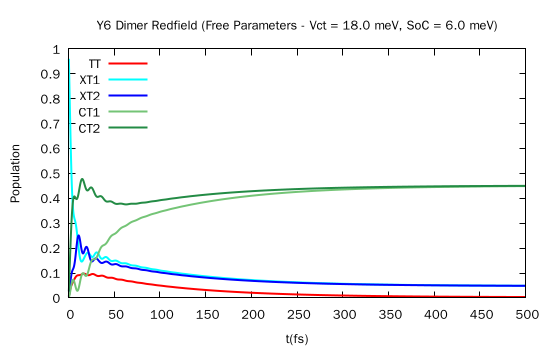 Y6 Dimer Redfield (Free Parameters - Vct = 18.0 meV, SoC = 6.0 meV)
1
0.9
0.8
0.7
0.6
0.5
0.4
0.3
0.2
0.1
0
Population
TT
XT1
XT2
CT1
CT2
0 50 100 150 200 250 300 350 400 450 500
t(fs)